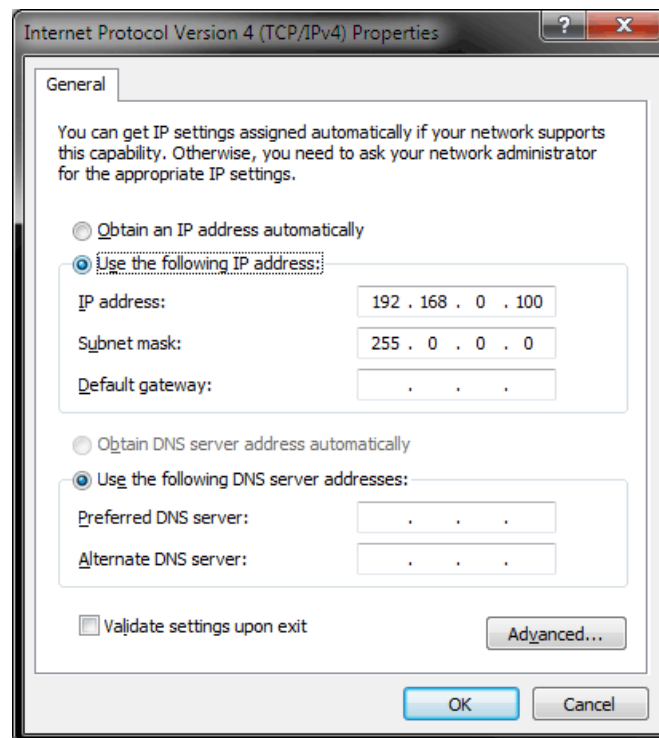 Internet Protocol Version 4 (TCP/IPv4) Properties
?
X
General
You can get IP settings assigned automatically if your network supports
this capability. Otherwise, you need to ask your network administrator
for the appropriate IP settings.
Obtain an IP address automatically
Use the following IP address:
IP address: 192 . 168 . 0 . 100
Subnet mask: 255 . 0 . 0 . 0
Default gateway: . . .
Obtain DNS server address automatically
Use the following DNS server addresses:
Preferred DNS server: . . .
Alternate DNS server: . . .
Validate settings upon exit
Advanced...
OK Cancel